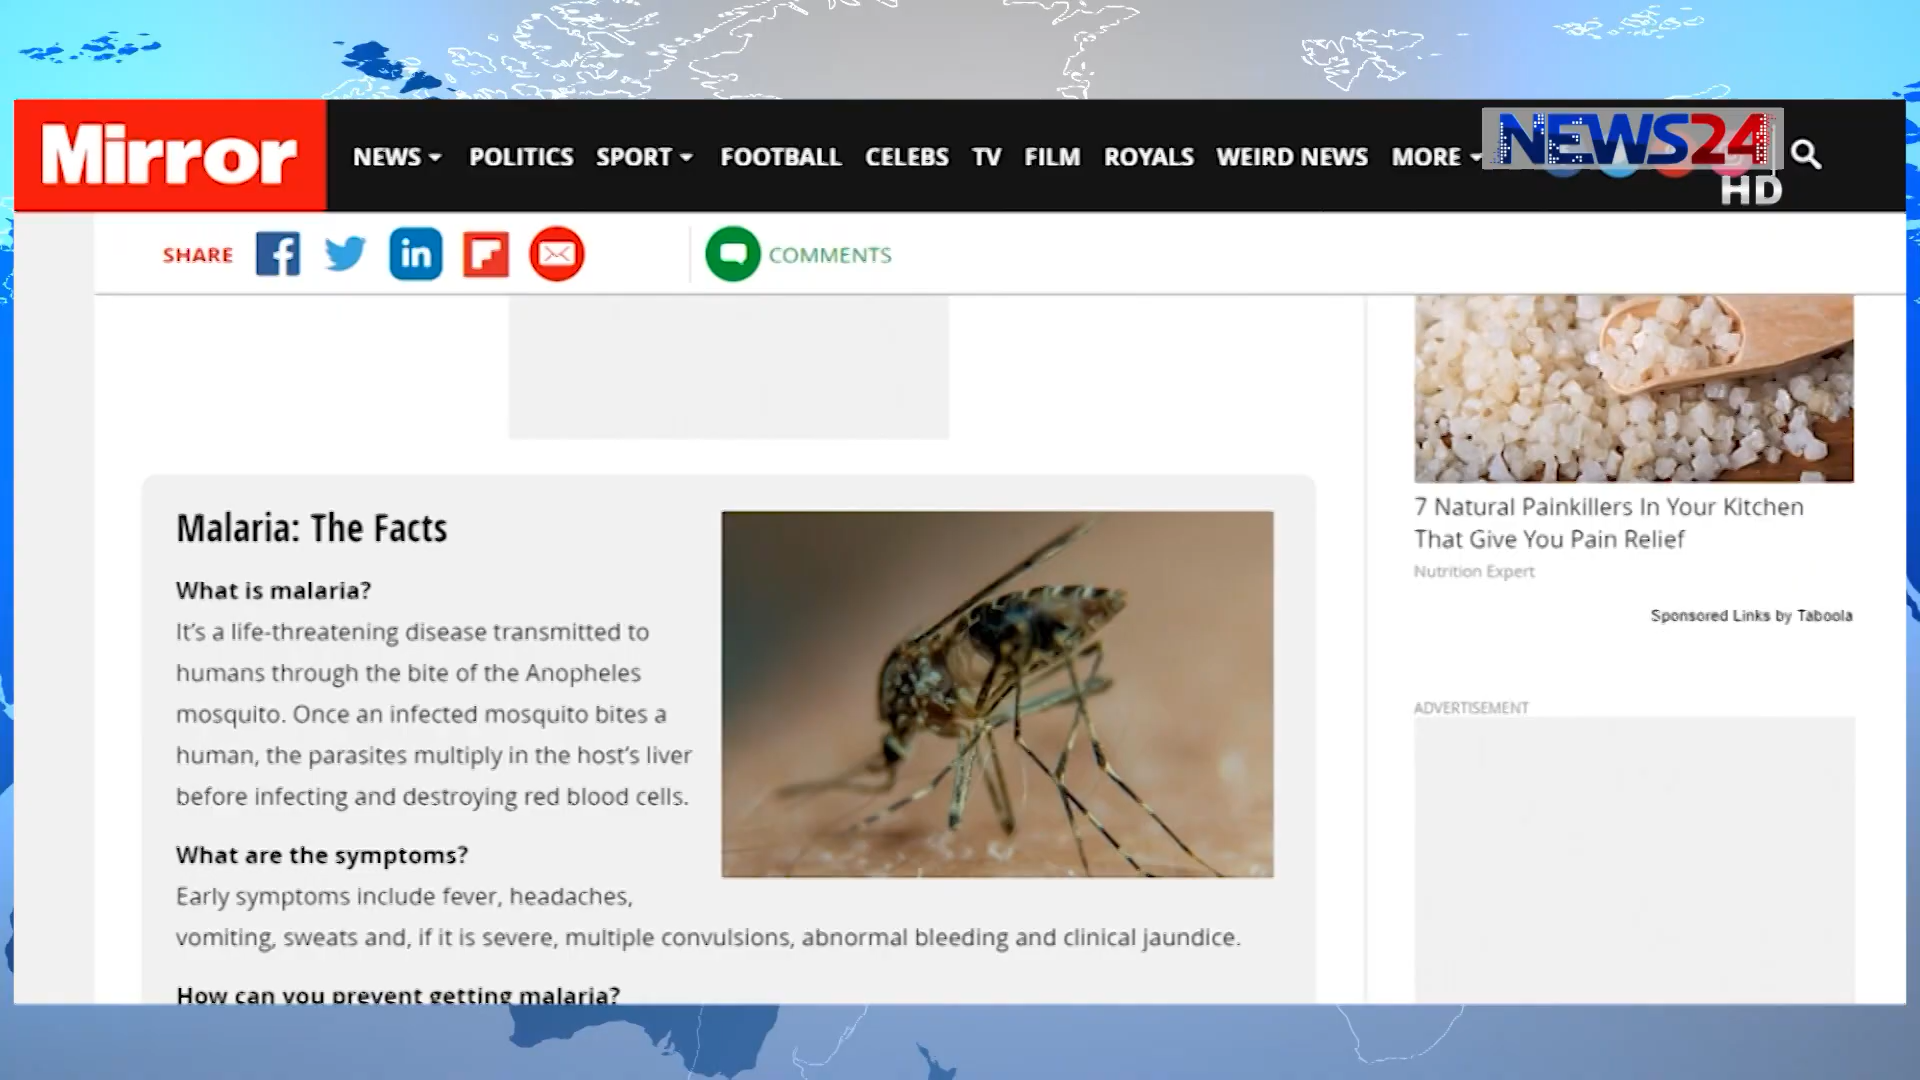 Mirror
NEWS POLITICS SPORT FOOTBALL CELEBS TV FILM ROYALS WEIRD NEWS MORE
NEWS24
HD
SHARE
in
COMMENTS
7 Natural Painkillers In Your Kitchen
That Give You Pain Relief
Nutrition Expert
Sponsored Links by Taboola
ADVERTISEMENT
Malaria: The Facts
What is malaria?
It's a life-threatening disease transmitted to
humans through the bite of the Anopheles
mosquito. Once an infected mosquito bites a
human, the parasites multiply in the host's liver
before infecting and destroying red blood cells.
What are the symptoms?
Early symptoms include fever, headaches,
vomiting, sweats and, if it is severe, multiple convulsions, abnormal bleeding and clinical jaundice.
How can you prevent getting malaria?